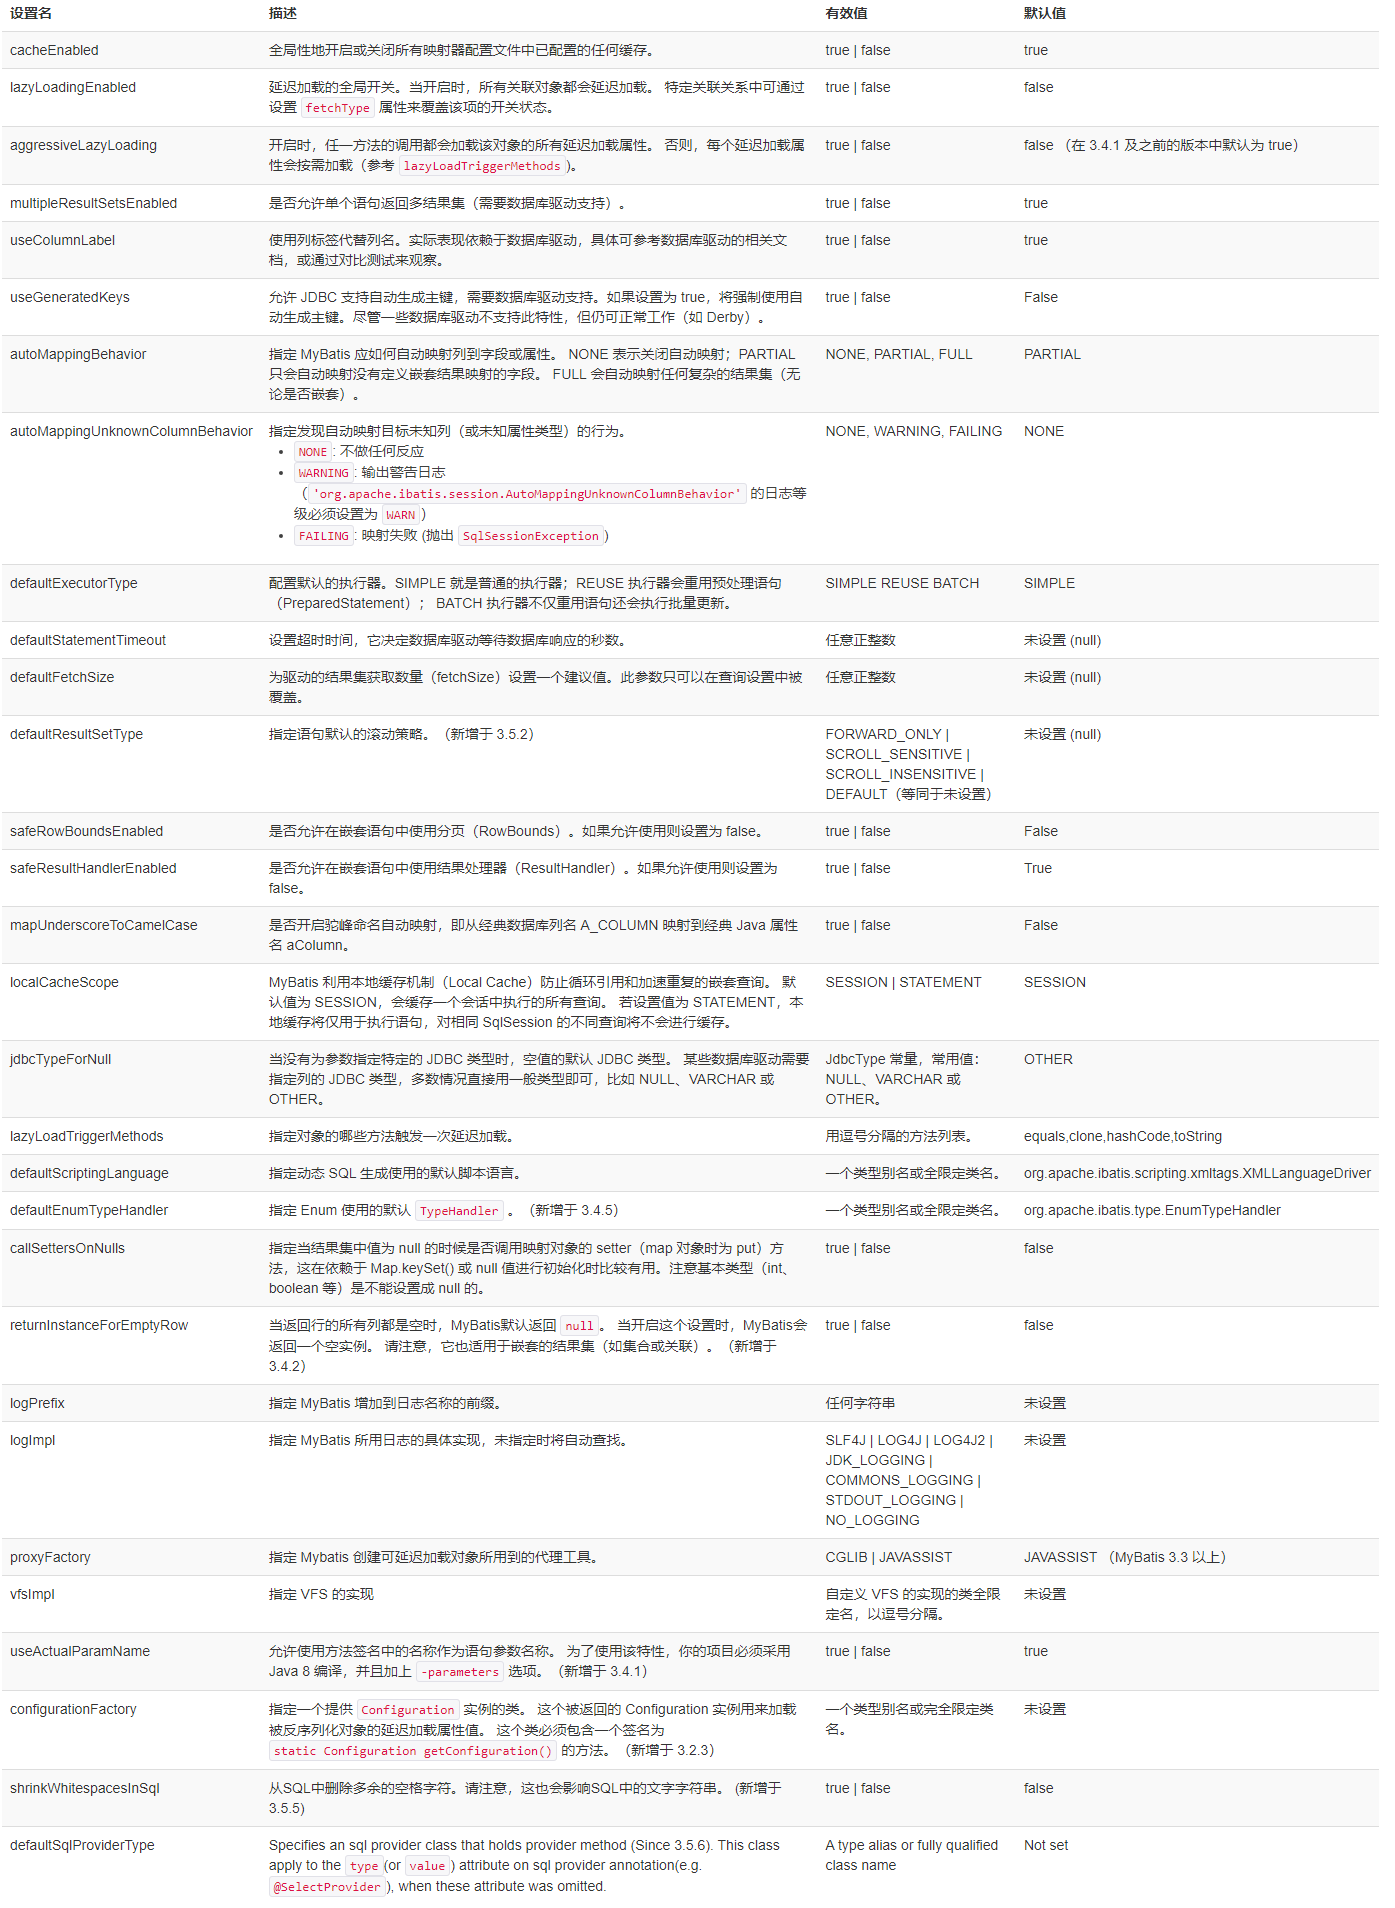 设置名 描述 有效值 默认值
cacheEnabled 全局性地开启或关闭所有映射器配置文件中已配置的任何缓存。 true | false true
lazyLoadingEnabled 延迟加载的全局开关。当开启时，所有关联对象都会延迟加载。 特定关联关系中可通过 true | false false
设置 fetchType 属性来覆盖该项的开关状态。
aggressiveLazyLoading 开启时，任一方法的调用都会加载该对象的所有延迟加载属性。 否则，每个延迟加载属 true | false false （在 3.4.1 及之前的版本中默认为 true）
性会按需加载（参考 lazyLoadTriggerMethods)。
multipleResultSetsEnabled 是否允许单个语句返回多结果集（需要数据库驱动支持）。 true | false true
useColumnLabel 使用列标签代替列名。实际表现依赖于数据库驱动，具体可参考数据库驱动的相关文 true | false true
档，或通过对比测试来观察。
useGeneratedKeys 允许 JDBC 支持自动生成主键，需要数据库驱动支持。如果设置为 true，将强制使用自 true | false False
动生成主键。尽管一些数据库驱动不支持此特性，但仍可正常工作（如 Derby）。
autoMappingBehavior 指定 MyBatis 应如何自动映射列到字段或属性。 NONE 表示关闭自动映射；PARTIAL NONE, PARTIAL, FULL PARTIAL
只会自动映射没有定义嵌套结果映射的字段。 FULL 会自动映射任何复杂的结果集（无
论是否嵌套）。
autoMappingUnknownColumnBehavior 指定发现自动映射目标未知列（或未知属性类型）的行为。 NONE, WARNING, FAILING NONE
• NONE: 不做任何反应
• WARNING: 输出警告日志
（'org.apache.ibatis.session.AutoMappingUnknownColumnBehavior' 的日志等
级必须设置为 WARN）
• FAILING: 映射失败 (抛出 SqlSessionException)
defaultExecutorType 配置默认的执行器。SIMPLE 就是普通的执行器；REUSE 执行器会重用预处理语句 SIMPLE REUSE BATCH SIMPLE
（PreparedStatement）； BATCH 执行器不仅重用语句还会执行批量更新。
defaultStatementTimeout 设置超时时间，它决定数据库驱动等待数据库响应的秒数。 任意正整数 未设置 (null)
defaultFetchSize 为驱动的结果集获取数量（fetchSize）设置一个建议值。此参数只可以在查询设置中被 任意正整数 未设置 (null)
覆盖。
defaultResultSetType 指定语句默认的滚动策略。（新增于 3.5.2） FORWARD_ONLY | 未设置 (null)
SCROLL_SENSITIVE |
SCROLL_INSENSITIVE |
DEFAULT（等同于未设置）
safeRowBoundsEnabled 是否允许在嵌套语句中使用分页（RowBounds）。如果允许使用则设置为 false。 true | false False
safeResultHandlerEnabled 是否允许在嵌套语句中使用结果处理器（ResultHandler）。如果允许使用则设置为 true | false True
false。
mapUnderscoreToCamelCase 是否开启驼峰命名自动映射，即从经典数据库列名 A_COLUMN 映射到经典 Java 属性 true | false False
名 aColumn。
localCacheScope MyBatis 利用本地缓存机制（Local Cache）防止循环引用和加速重复的嵌套查询。 默 SESSION | STATEMENT SESSION
认值为 SESSION，会缓存一个会话中执行的所有查询。 若设置值为 STATEMENT，本
地缓存将仅用于执行语句，对相同 SqlSession 的不同查询将不会进行缓存。
jdbcTypeForNull 当没有为参数指定特定的 JDBC 类型时，空值的默认 JDBC 类型。 某些数据库驱动需要 JdbcType 常量，常用值： OTHER
指定列的 JDBC 类型，多数情况直接用一般类型即可，比如 NULL、VARCHAR 或 NULL、VARCHAR 或
OTHER。 OTHER。
lazyLoadTriggerMethods 指定对象的哪些方法触发一次延迟加载。 用逗号分隔的方法列表。 equals,clone,hashCode,toString
defaultScriptingLanguage 指定动态 SQL 生成使用的默认脚本语言。 一个类型别名或全限定类名。 org.apache.ibatis.scripting.xmltags.XMLLanguageDriver
defaultEnumTypeHandler 指定 Enum 使用的默认 TypeHandler 。（新增于 3.4.5） 一个类型别名或全限定类名。 org.apache.ibatis.type.EnumTypeHandler
callSettersOnNulls 指定当结果集中值为 null 的时候是否调用映射对象的 setter（map 对象时为 put）方 true | false false
法，这在依赖于 Map.keySet() 或 null 值进行初始化时比较有用。注意基本类型（int、
boolean 等）是不能设置成 null 的。
returnInstanceForEmptyRow 当返回行的所有列都是空时，MyBatis默认返回 null。 当开启这个设置时，MyBatis会 true | false false
返回一个空实例。 请注意，它也适用于嵌套的结果集（如集合或关联）。（新增于
3.4.2）
logPrefix 指定 MyBatis 增加到日志名称的前缀。 任何字符串 未设置
logImpl 指定 MyBatis 所用日志的具体实现，未指定时将自动查找。 SLF4J | LOG4J | LOG4J2 | 未设置
JDK_LOGGING |
COMMONS_LOGGING |
STDOUT_LOGGING |
NO_LOGGING
proxyFactory 指定 Mybatis 创建可延迟加载对象所用到的代理工具。 CGLIB | JAVASSIST JAVASSIST （MyBatis 3.3 以上）
vfsImpl 指定 VFS 的实现 自定义 VFS 的实现的类全限 未设置
定名，以逗号分隔。
useActualParamName 允许使用方法签名中的名称作为语句参数名称。 为了使用该特性，你的项目必须采用 true | false true
Java 8 编译，并且加上 -parameters 选项。（新增于 3.4.1）
configurationFactory 指定一个提供 Configuration 实例的类。 这个被返回的 Configuration 实例用来加载 一个类型别名或完全限定类 未设置
被反序列化对象的延迟加载属性值。 这个类必须包含一个签名为 名。
static Configuration getConfiguration() 的方法。（新增于 3.2.3）
shrinkWhitespacesInSql 从SQL中删除多余的空格字符。请注意，这也会影响SQL中的文字字符串。 (新增于 true | false false
3.5.5)
defaultSqlProviderType Specifies an sql provider class that holds provider method (Since 3.5.6). This class A type alias or fully qualified Not set
apply to the type(or value) attribute on sql provider annotation(e.g. class name
@SelectProvider), when these attribute was omitted.